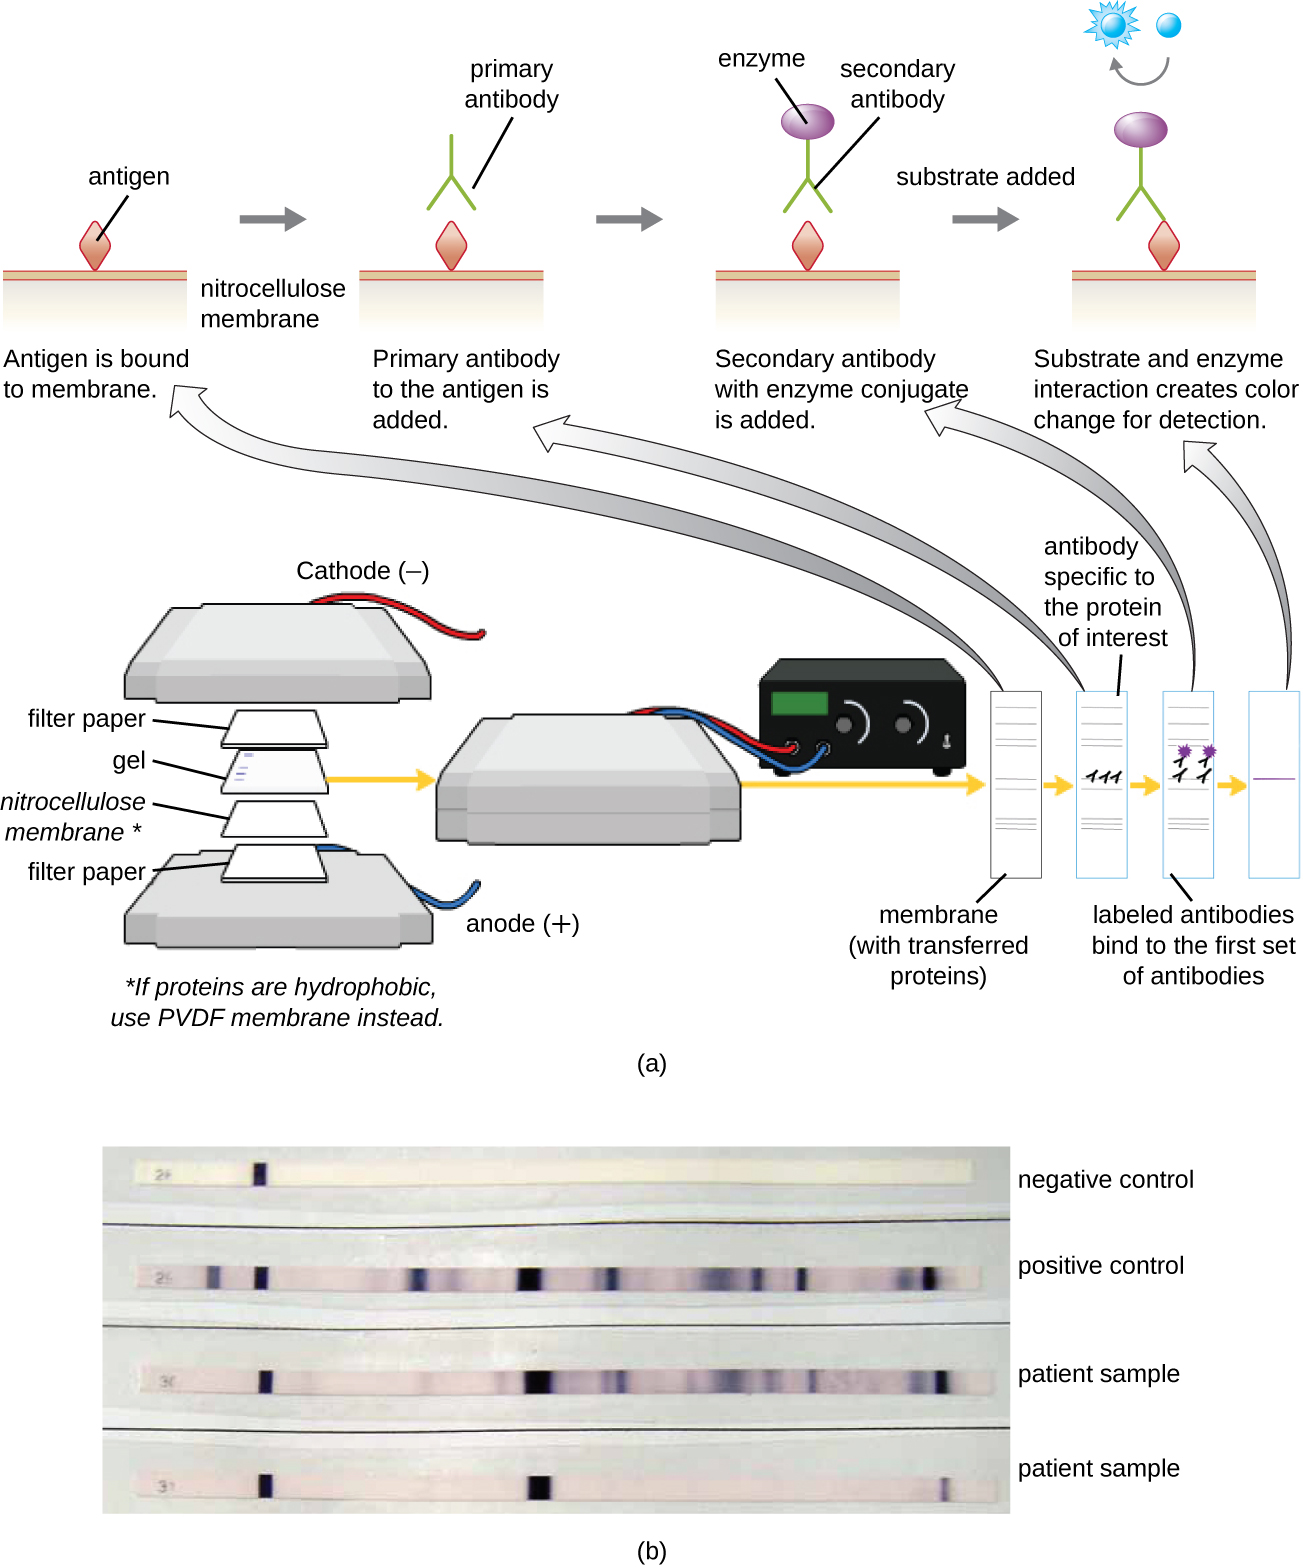 enzyme
primary
antibody
secondary
antibody
antigen
substrate added
nitrocellulose
membrane
Antigen is bound
to membrane.
Primary antibody
to the antigen is
added.
Secondary antibody
with enzyme conjugate
is added.
Substrate and enzyme
interaction creates color
change for detection.
antibody
specific to
the protein
of interest
Cathode (–)
filter paper
gel
nitrocellulose
membrane *
filter paper
anode (+)
membrane
(with transferred
proteins)
labeled antibodies
bind to the first set
of antibodies
*If proteins are hydrophobic,
use PVDF membrane instead.
(a)
negative control
positive control
patient sample
patient sample
(b)